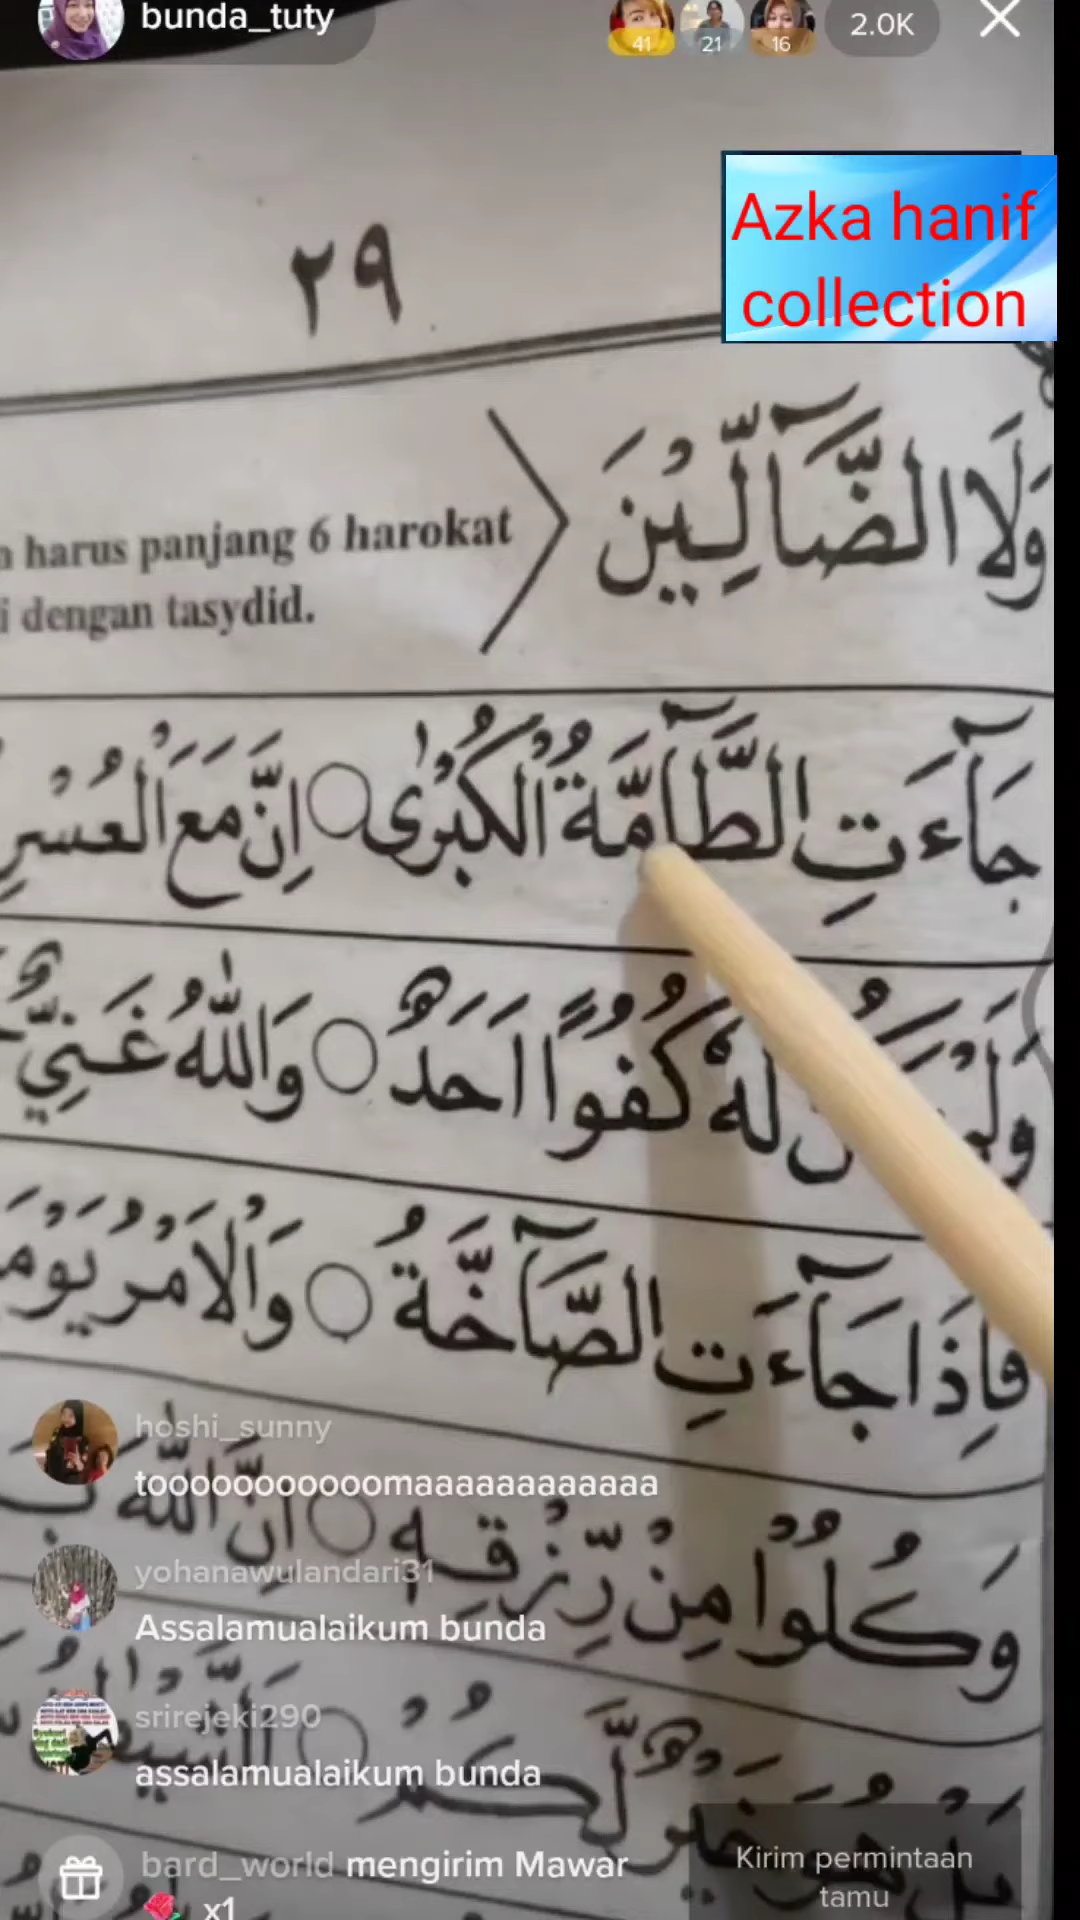 bunda_tuty
41
21
16
2.0K
Azka hanif
collection
٢٩
وَلَا الضَّآلِّيْنَ
harus panjang 6 harokat
dengan tasydid.
جَآءَتِ الطَّآمَّةُ الْكُبْرٰى ○ اِنَّ مَعَ الْعُسْرِ
لَهٗ كُفُوًا اَحَدٌ ○ وَاللّٰهُ غَنِيٌّ
فَاِذَا جَآءَتِ الصَّآخَّةُ ○ وَالْاَمْرُ
hoshi_sunny
tooooooooooomaaaaaaaaaaaa
وَكُلُوْا مِنْ رِّزْقِهٖ ○ اِنَّ اللّٰهَ
yohanawulandari31
Assalamualaikum bunda
srirejeki290
بَلْ هُوَ خَيْرٌ لَّكُمْ ○
assalamualaikum bunda
bard_world mengirim Mawar
x1
Kirim permintaan
tamu